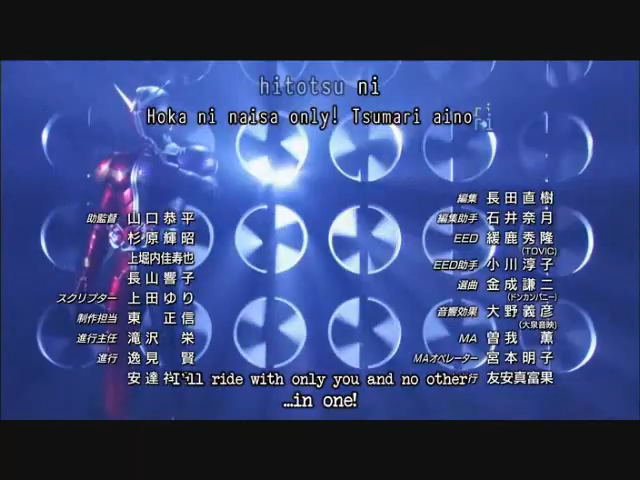 hitotsu ni
Hoka ni naisa only! Tsumari aino
助監督 山口恭平
杉原輝昭
上堀内佳寿也
長山響子
スクリプター 上田ゆり
制作担当 東 正信
進行主任 滝沢 栄
進行 逸見 賢
安達
編集 長田直樹
編集助手 石井奈月
EED 緩鹿秀隆
(TOVIC)
EED助手 小川淳子
選曲 金成謙二
(ドンカンパニー)
音響効果 大野義彦
(大泉音映)
MA 曽我 薫
MAオペレーター 宮本明子
行 友安真富果
I'll ride with only you and no other
...in one!